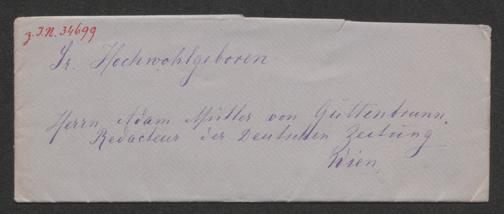 z. I.N. 34699
Sr. Hochwohlgeboren
Herrn Adam Müller von Guttenbrunn.
Redacteur der Deutschen Zeitung
Wien